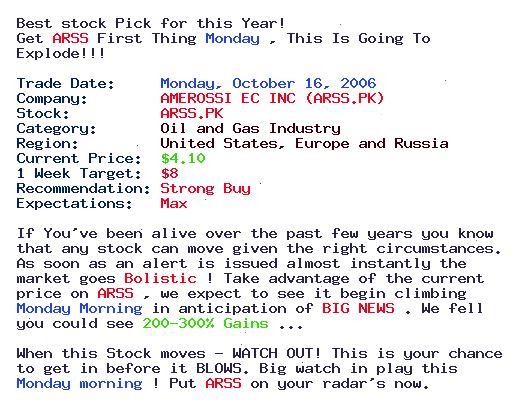 Best stock Pick for this Year!
Get ARSS First Thing Monday , This Is Going To
Explode!!!
Trade Date: Monday, October 16, 2006
Company: AMEROSSI EC INC (ARSS.PK)
Stock: ARSS.PK
Category: Oil and Gas Industry
Region: United States, Europe and Russia
Current Price: $4.10
1 Week Target: $8
Recommendation: Strong Buy
Expectations: Max
If You've been alive over the past few years you know
that any stock can move given the right circumstances.
As soon as an alert is issued almost instantly the
market goes Bolistic ! Take advantage of the current
price on ARSS , we expect to see it begin climbing
Monday Morning in anticipation of BIG NEWS . We fell
you could see 200-300% Gains ...
When this Stock moves - WATCH OUT! This is your chance
to get in before it BLOWS. Big watch in play this
Monday morning ! Put ARSS on your radar's now.